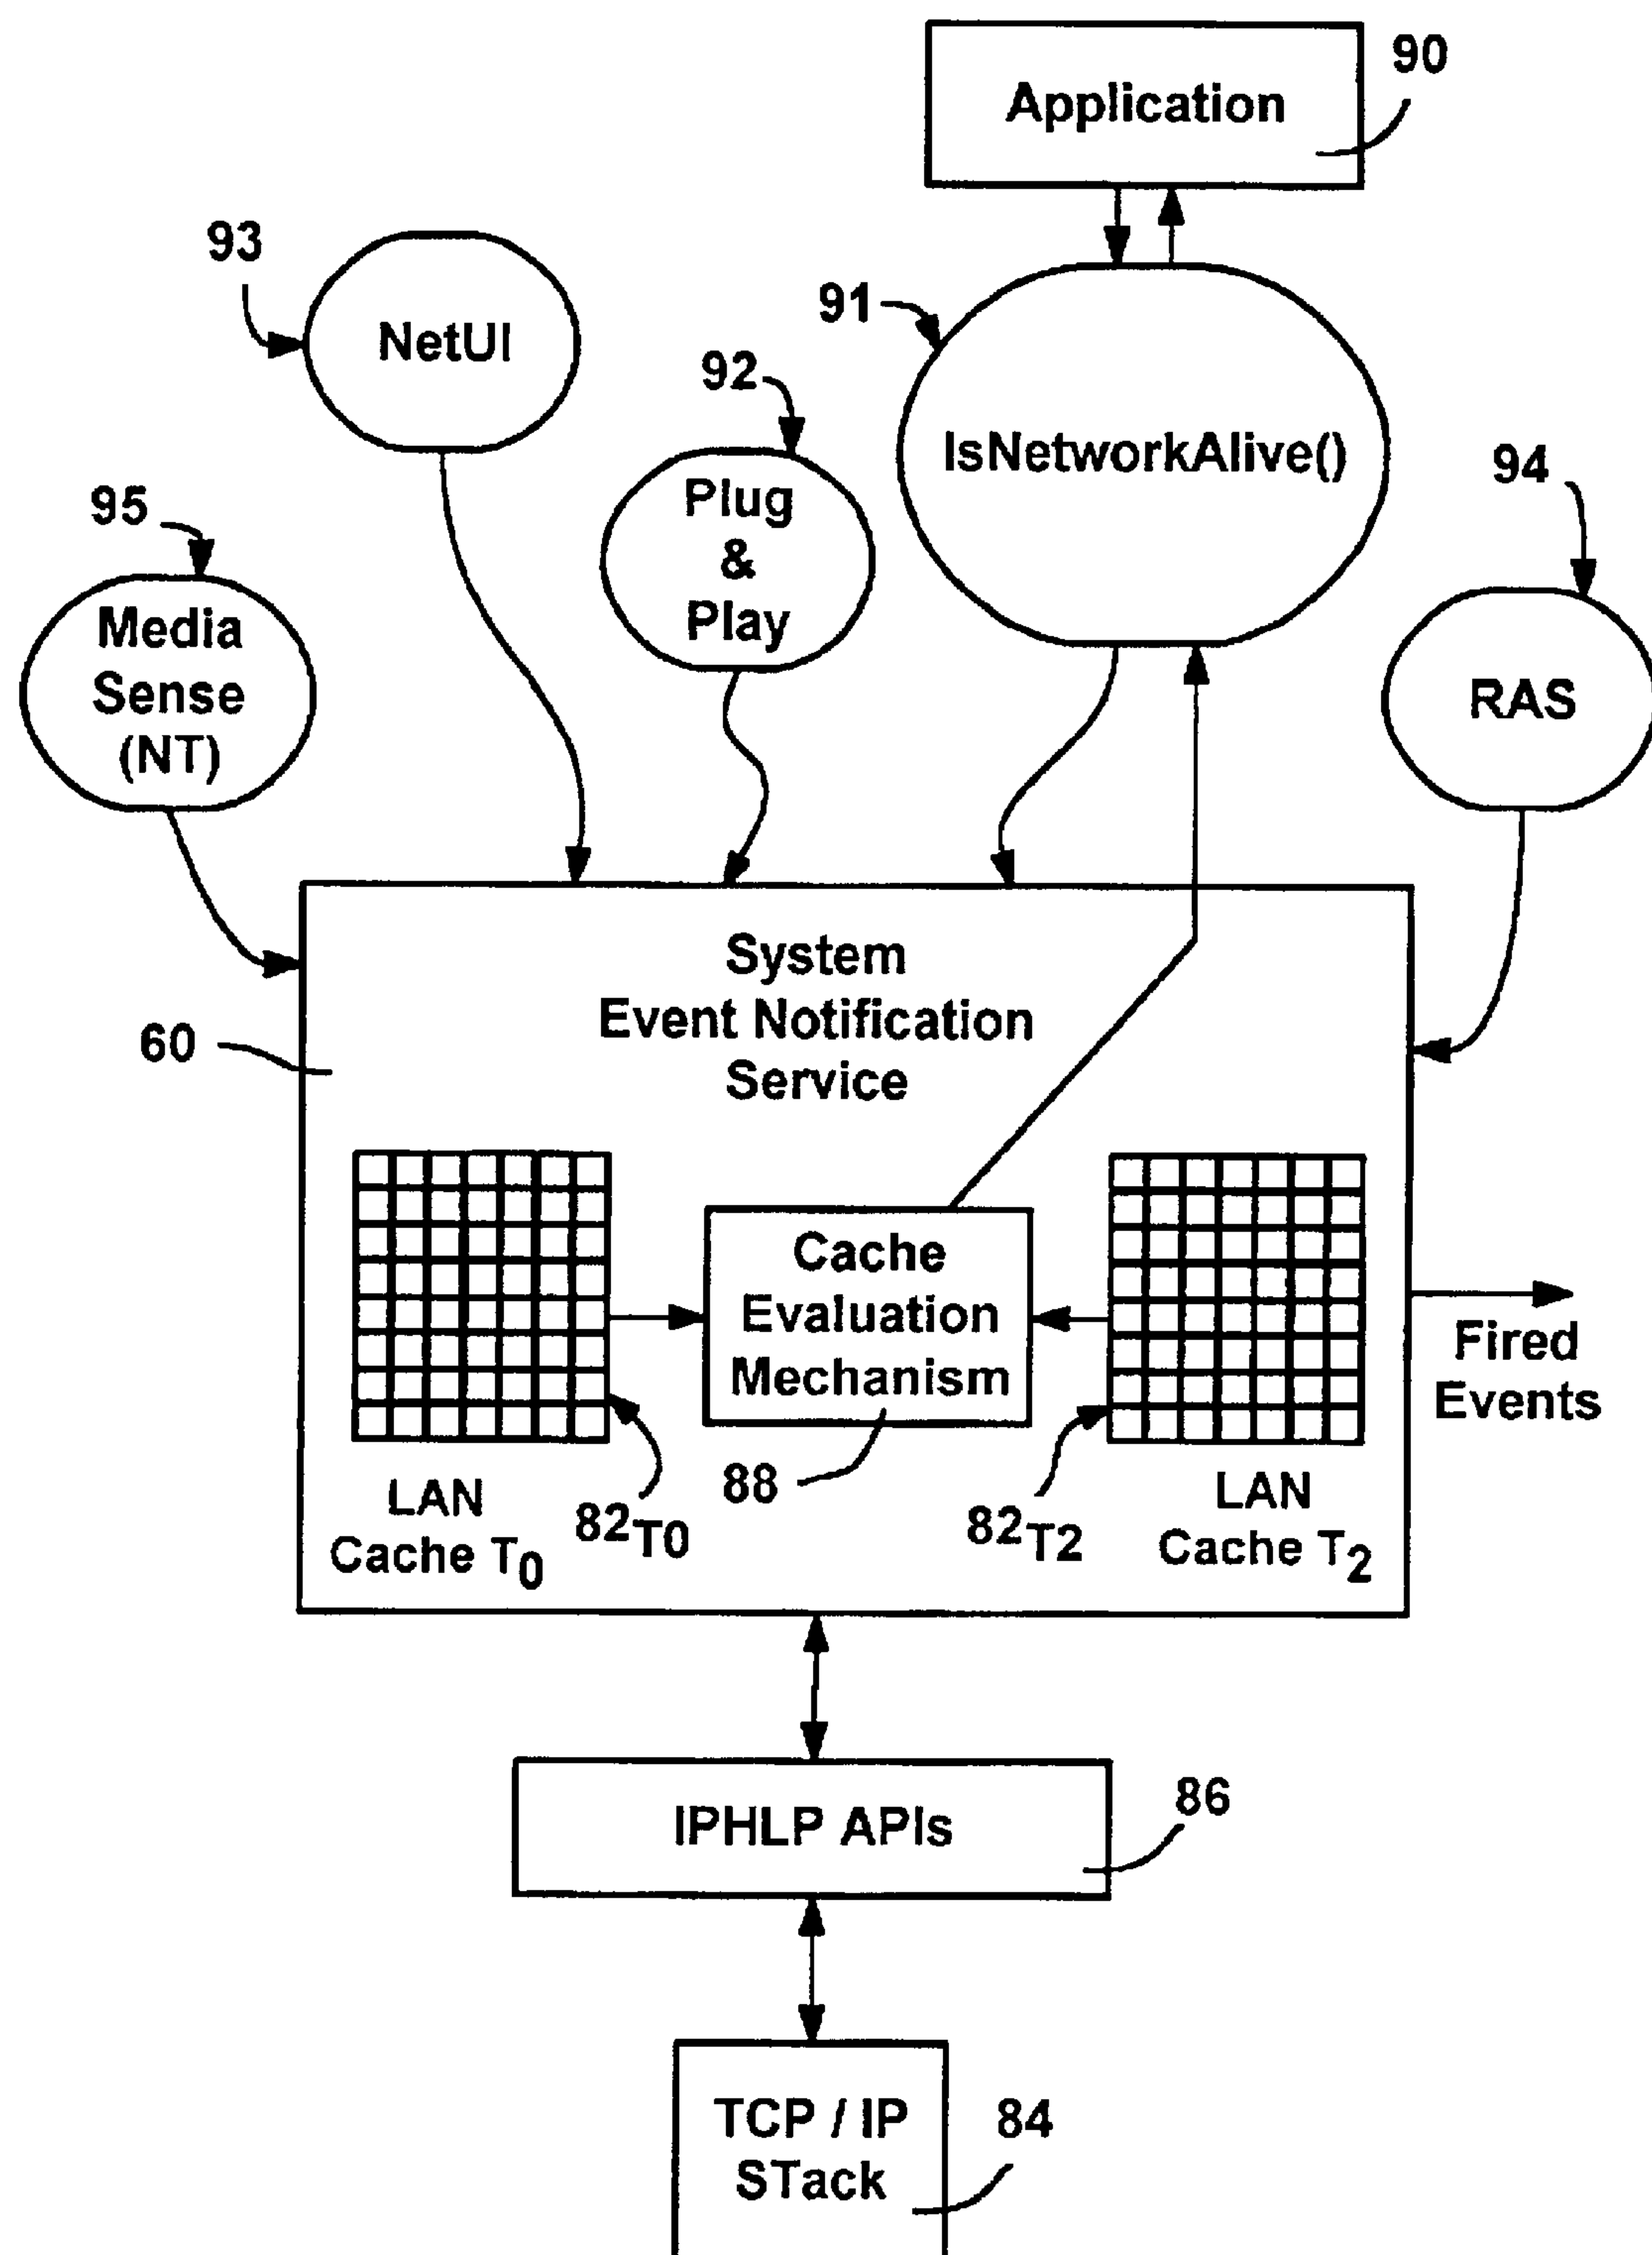 90
Application
93
91
NetUI
92
IsNetworkAlive()
94
95
Plug
&
Play
Media
Sense
(NT)
RAS
System
Event Notification
Service
60
Cache
Evaluation
Mechanism
Fired
Events
88
LAN
Cache T0
82T0
82T2
LAN
Cache T2
IPHLP APIs
86
TCP / IP
STack
84